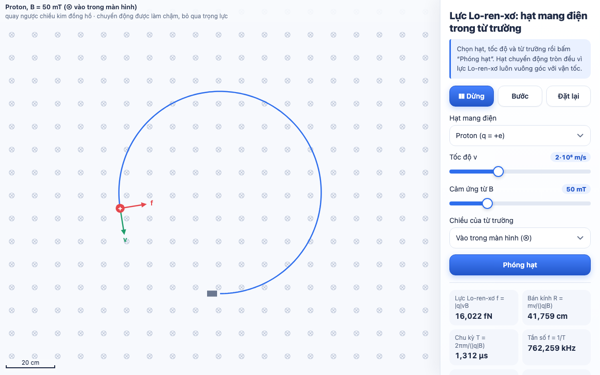 Proton, B = 50 mT (⊗ vào trong màn hình)
quay ngược chiều kim đồng hồ · chuyển động được làm chậm, bỏ qua trọng lực
f
+
v
20 cm
Lực Lo-ren-xơ: hạt mang điện
trong từ trường
Chọn hạt, tốc độ và từ trường rồi bấm
"Phóng hạt". Hạt chuyển động tròn đều vì
lực Lo-ren-xơ luôn vuông góc với vận tốc.
Dừng
Bước
Đặt lại
Hạt mang điện
Proton (q = +e)
Tốc độ v
2·10⁶ m/s
Cảm ứng từ B
50 mT
Chiều của từ trường
Vào trong màn hình (⊗)
Phóng hạt
Lực Lo-ren-xơ f =
|q|vB
16,022 fN
Bán kính R =
mv/(|q|B)
41,759 cm
Chu kỳ T =
2πm/(|q|B)
1,312 μs
Tần số f = 1/T
762,259 kHz